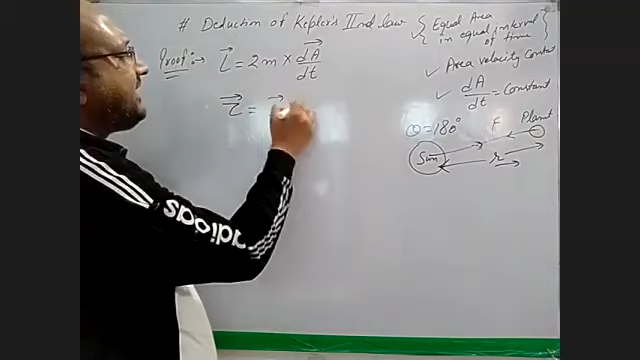 # Deduction of Kepler's IInd law { Equal Area
in equal interval
of time }
Proof :→ L⃗ = 2m × dA⃗/dt
✓ Area velocity Constant
✓ dA/dt = Constant
τ⃗ =
θ = 180° F Planet
Sun r
adidas